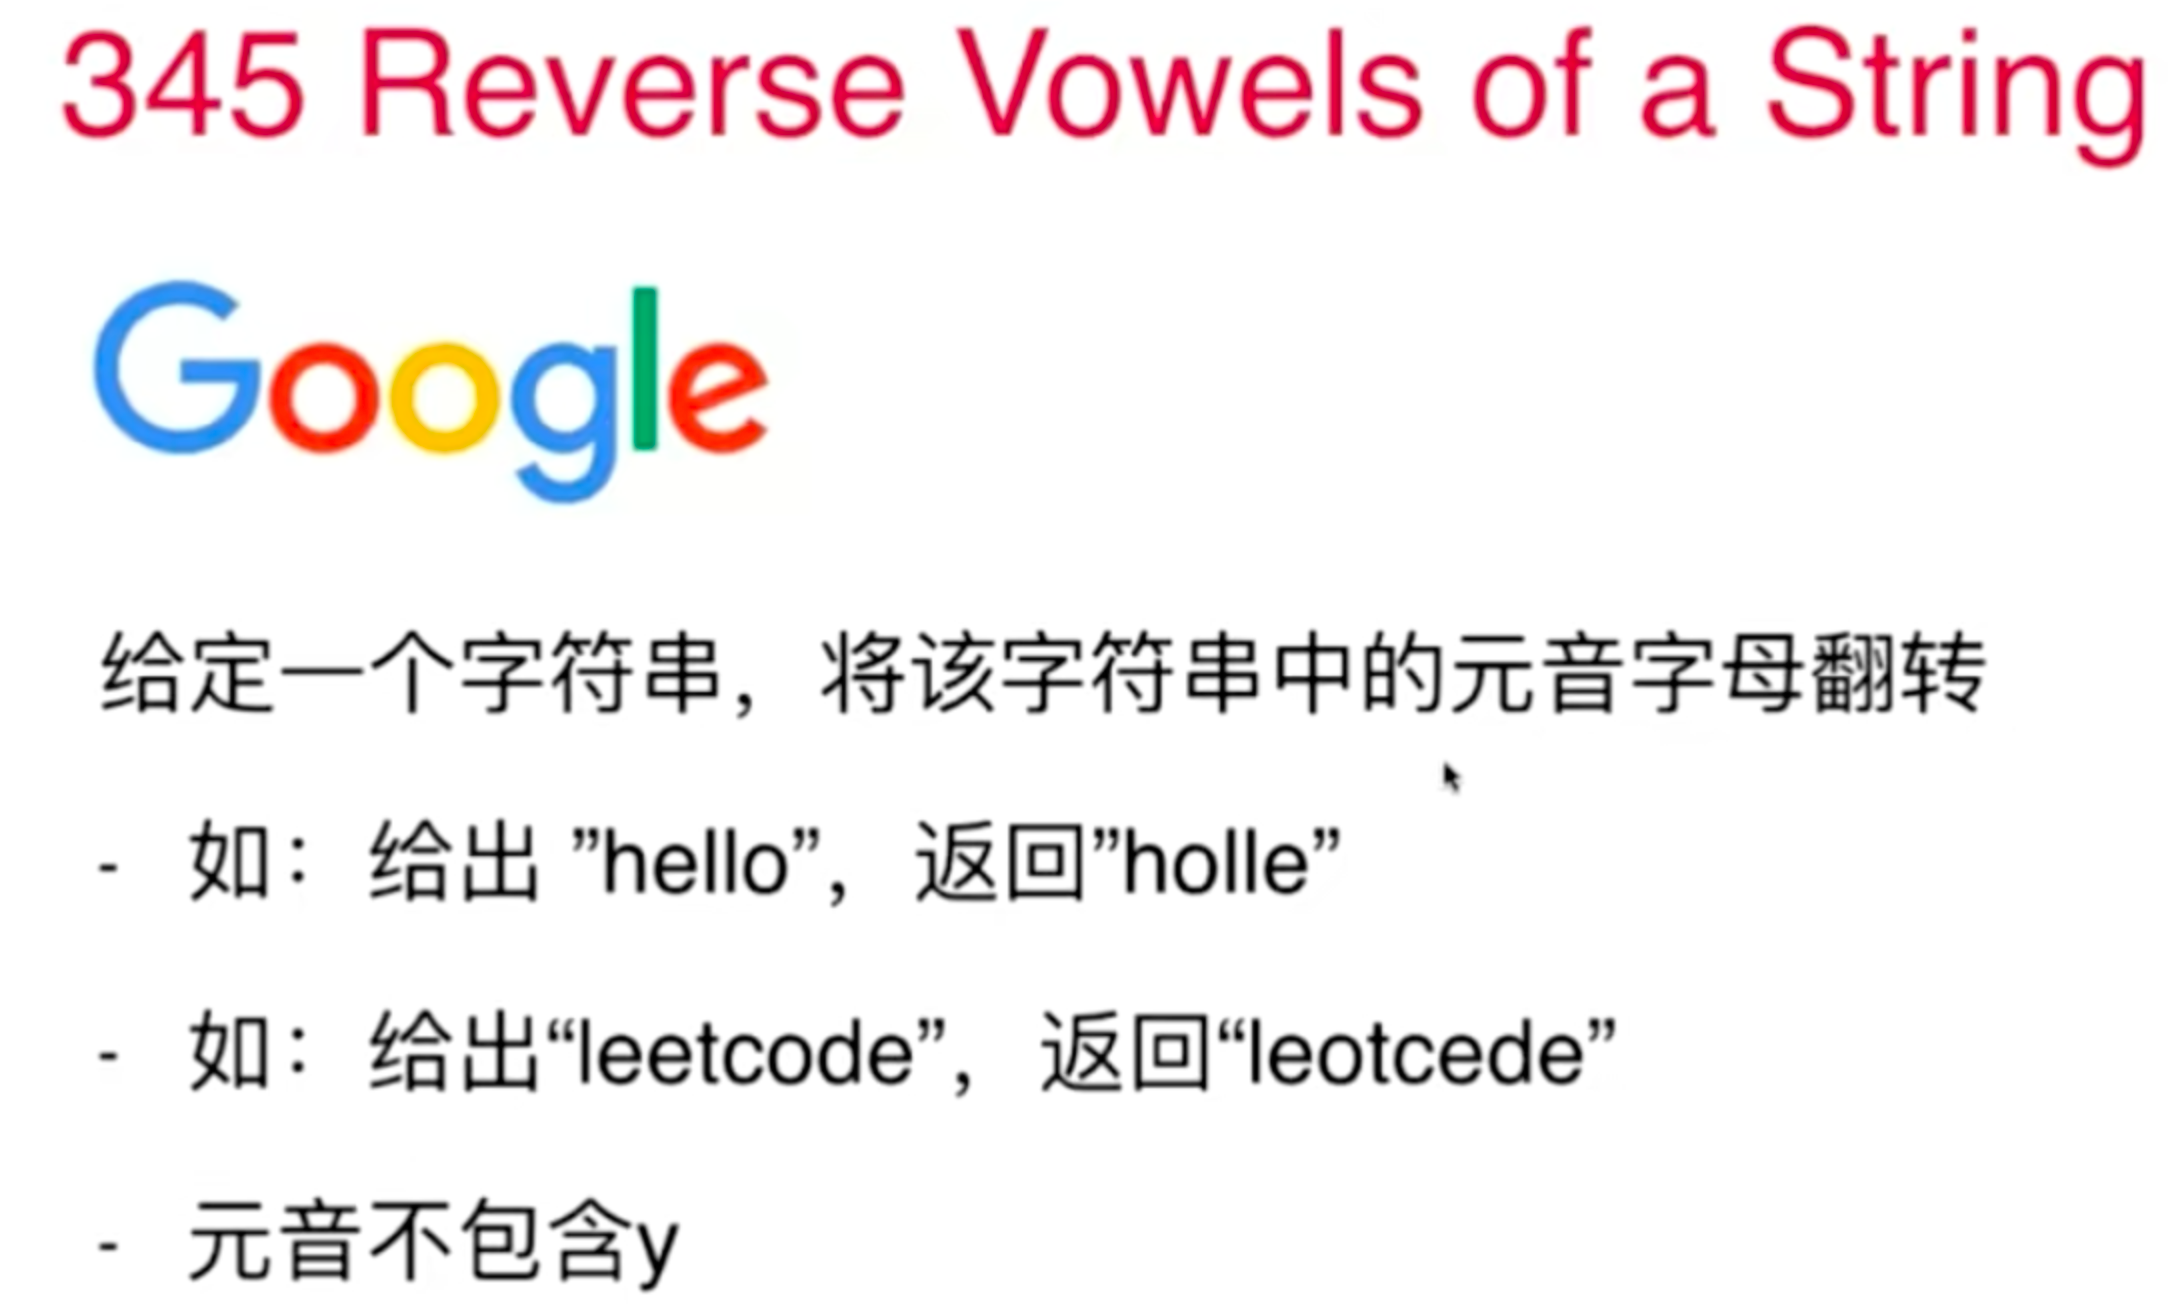 345 Reverse Vowels of a String
Google
给定一个字符串，将该字符串中的元音字母翻转
- 如：给出 ”hello”，返回”holle”
- 如：给出“leetcode”，返回“leotcede”
- 元音不包含y